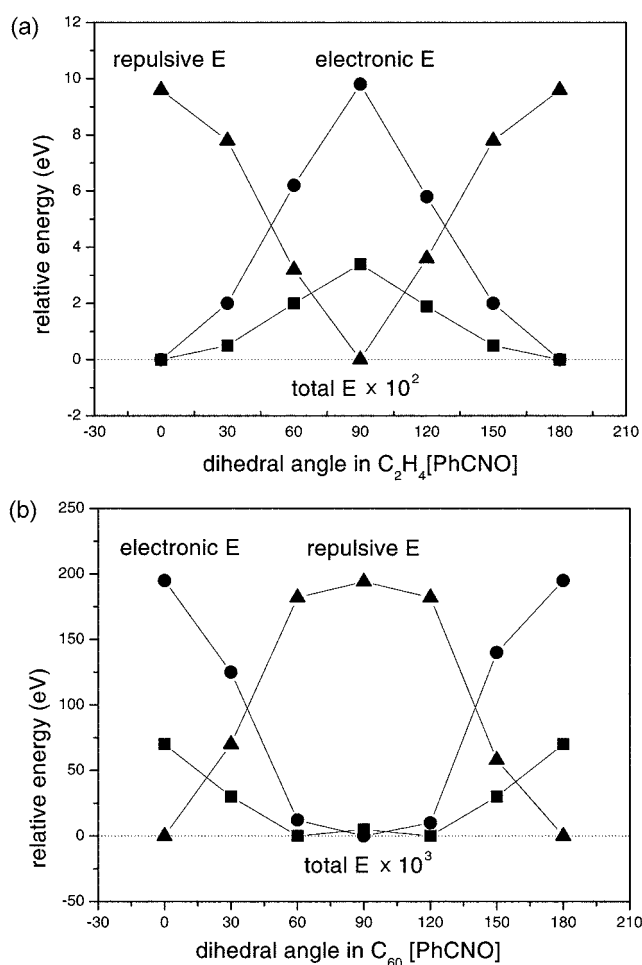 (a)
12
10
8
6
4
2
0
-2
relative energy (eV)
repulsive E
electronic E
total E × 10²
-30 0 30 60 90 120 150 180 210
dihedral angle in C₂H₄[PhCNO]
(b)
250
200
150
100
50
0
-50
relative energy (eV)
electronic E
repulsive E
total E × 10³
-30 0 30 60 90 120 150 180 210
dihedral angle in C₆₀ [PhCNO]